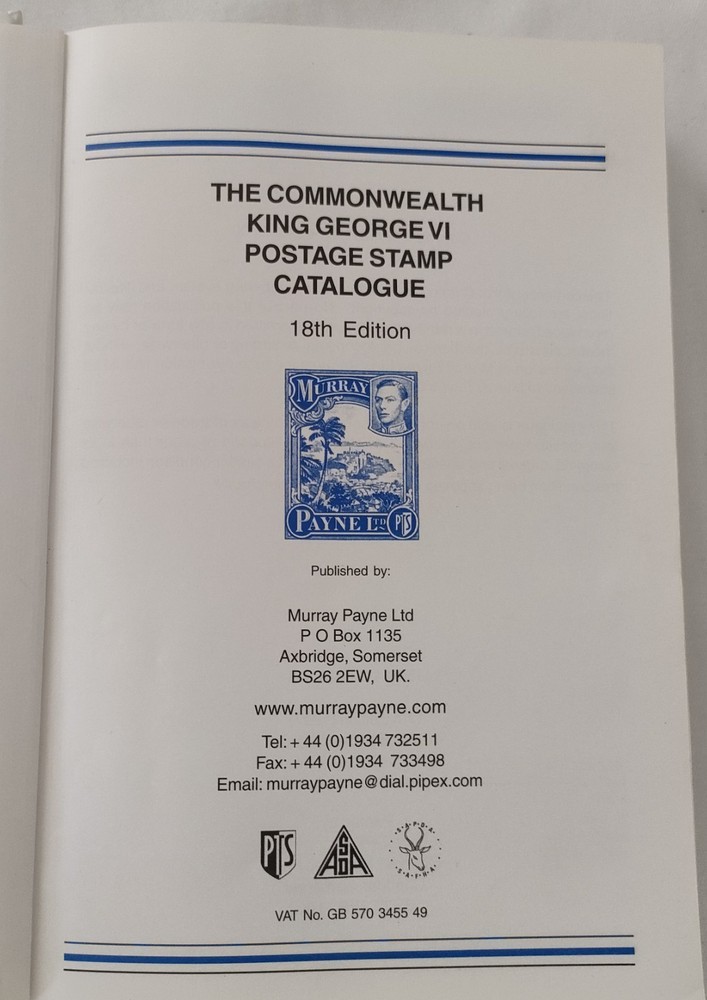 THE COMMONWEALTH
KING GEORGE VI
POSTAGE STAMP
CATALOGUE
18th Edition
MURRAY
PAYNE LTD PTS
Published by:
Murray Payne Ltd
P O Box 1135
Axbridge, Somerset
BS26 2EW, UK.
www.murraypayne.com
Tel: + 44 (0)1934 732511
Fax: + 44 (0)1934 733498
Email: murraypayne@dial.pipex.com
PTS ASDA S·A·P·D·A·
·S·A·F·H·A·
VAT No. GB 570 3455 49